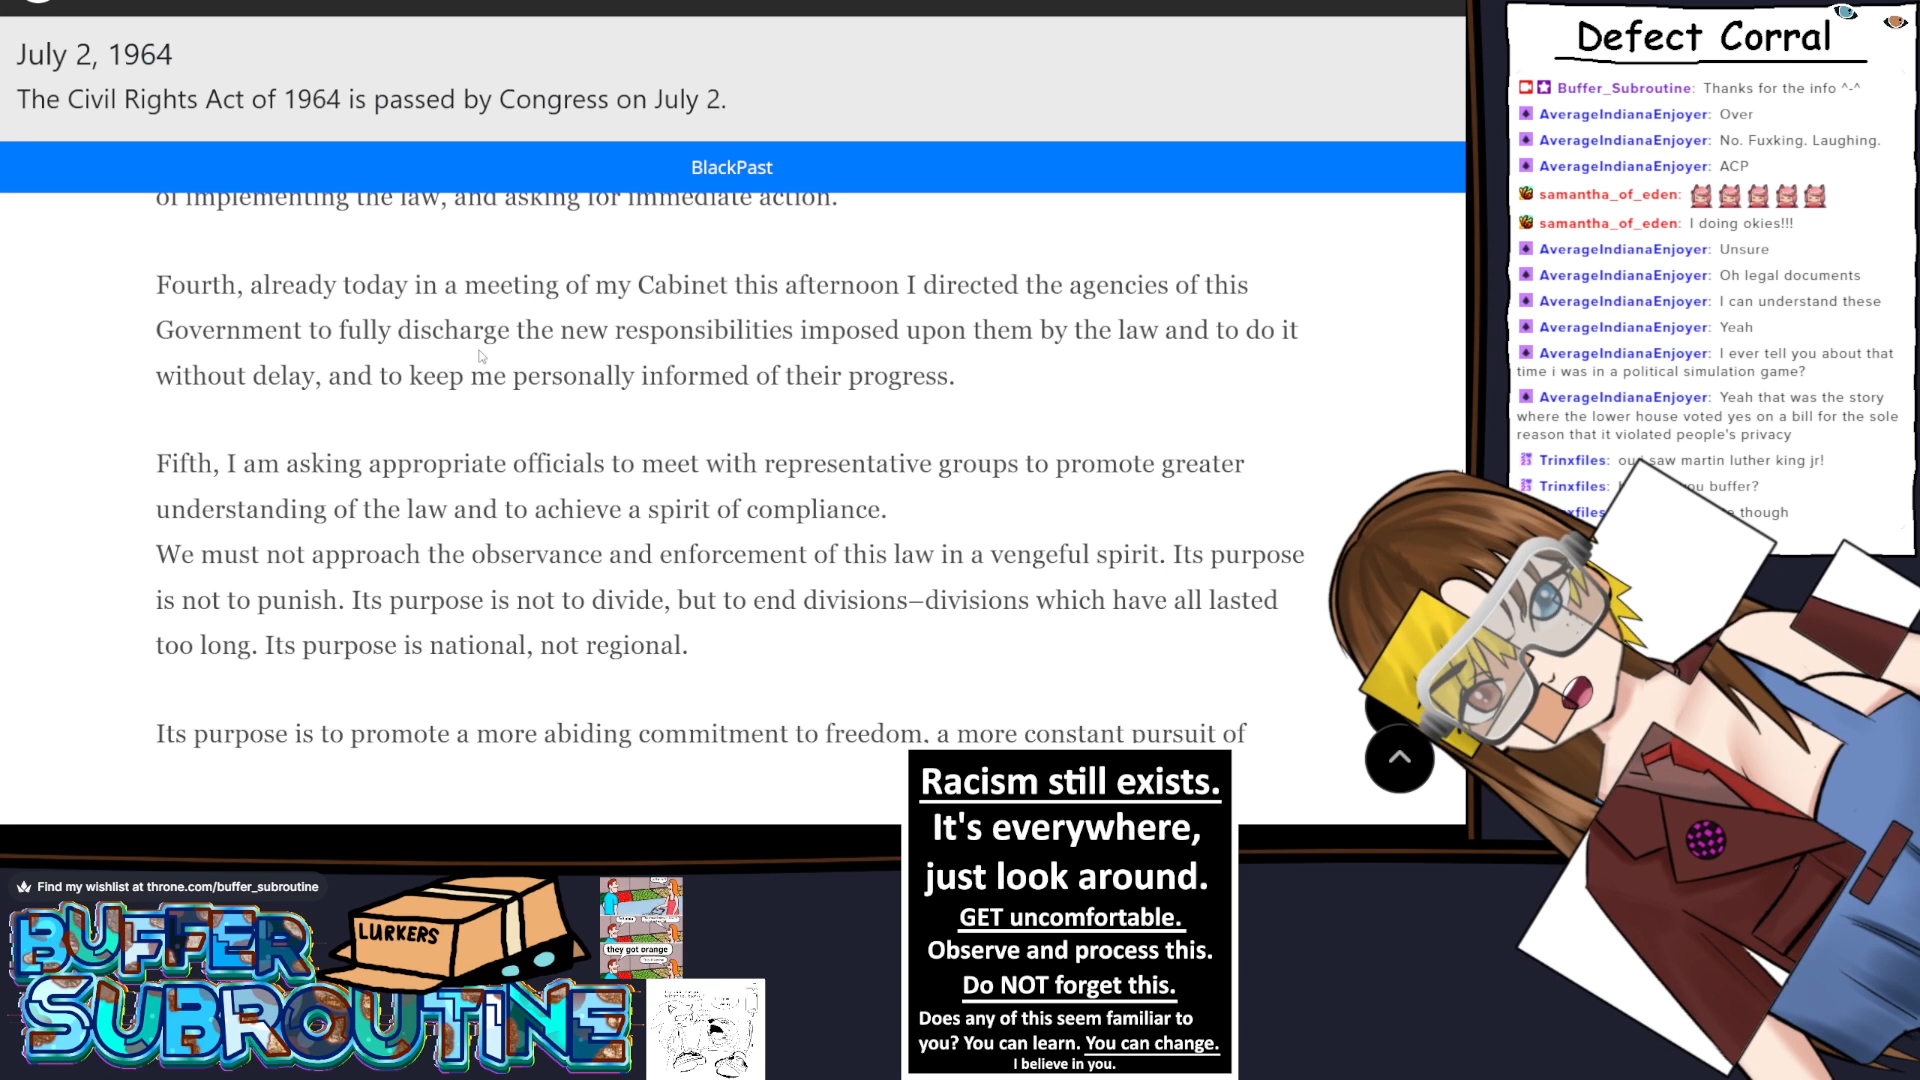 July 2, 1964
The Civil Rights Act of 1964 is passed by Congress on July 2.
BlackPast
of implementing the law, and asking for immediate action.
Fourth, already today in a meeting of my Cabinet this afternoon I directed the agencies of this
Government to fully discharge the new responsibilities imposed upon them by the law and to do it
without delay, and to keep me personally informed of their progress.
Fifth, I am asking appropriate officials to meet with representative groups to promote greater
understanding of the law and to achieve a spirit of compliance.
We must not approach the observance and enforcement of this law in a vengeful spirit. Its purpose
is not to punish. Its purpose is not to divide, but to end divisions–divisions which have all lasted
too long. Its purpose is national, not regional.
Its purpose is to promote a more abiding commitment to freedom, a more constant pursuit of
Defect Corral
Buffer_Subroutine: Thanks for the info ^-^
AverageIndianaEnjoyer: Over
AverageIndianaEnjoyer: No. Fuxking. Laughing.
AverageIndianaEnjoyer: ACP
samantha_of_eden:
samantha_of_eden: I doing okies!!!
AverageIndianaEnjoyer: Unsure
AverageIndianaEnjoyer: Oh legal documents
AverageIndianaEnjoyer: I can understand these
AverageIndianaEnjoyer: Yeah
AverageIndianaEnjoyer: I ever tell you about that
time i was in a political simulation game?
AverageIndianaEnjoyer: Yeah that was the story
where the lower house voted yes on a bill for the sole
reason that it violated people's privacy
Trinxfiles: saw martin luther king jr!
Trinxfiles: buffer?
though
Racism still exists.
It's everywhere,
just look around.
GET uncomfortable.
Observe and process this.
Do NOT forget this.
Does any of this seem familiar to
you? You can learn. You can change.
I believe in you.
Find my wishlist at throne.com/buffer_subroutine
BUFFER
SUBROUTINE
LURKERS
they got orange